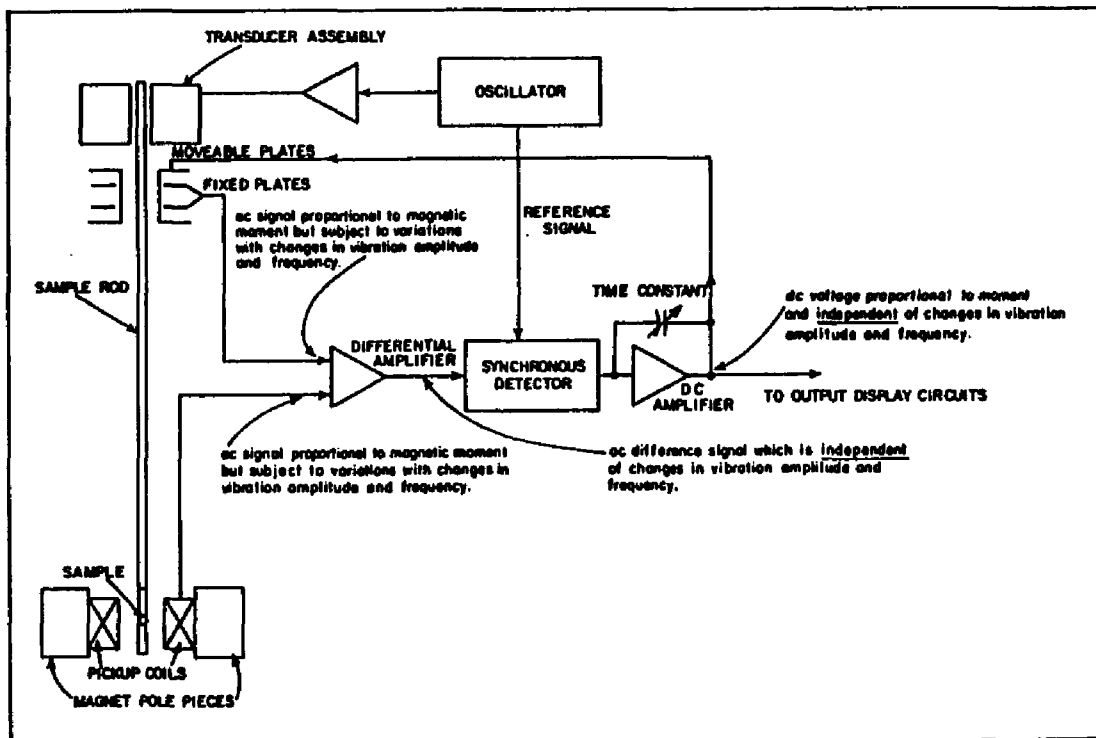 TRANSDUCER ASSEMBLY
OSCILLATOR
MOVEABLE PLATES
FIXED PLATES
ac signal proportional to magnetic
moment but subject to variations
with changes in vibration amplitude
and frequency.
REFERENCE
SIGNAL
SAMPLE ROD
TIME CONSTANT
dc voltage proportional to moment
and independent of changes in vibration
amplitude and frequency.
DIFFERENTIAL
AMPLIFIER
SYNCHRONOUS
DETECTOR
DC
AMPLIFIER
TO OUTPUT DISPLAY CIRCUITS
ac signal proportional to magnetic moment
but subject to variations with changes in
vibration amplitude and frequency.
ac difference signal which is independent
of changes in vibration amplitude and
frequency.
SAMPLE
PICKUP COILS
MAGNET POLE PIECES